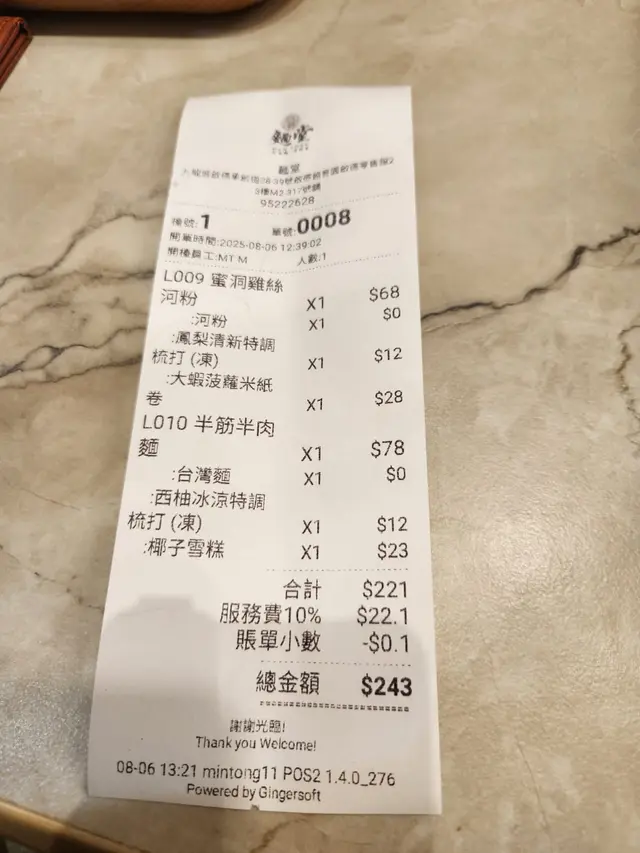 95222628
檯號:1 單號:0008
開單時間:2025-08-06 12:39:02
開檯員工:MT M 人數:1
L009 蜜洞雞絲
河粉 X1 $68
:河粉 X1 $0
:鳳梨清新特調
梳打 (凍) X1 $12
:大蝦菠蘿米紙
卷 X1 $28
L010 半筋半肉
麵 X1 $78
:台灣麵 X1 $0
:西柚冰涼特調
梳打 (凍) X1 $12
:椰子雪糕 X1 $23
合計 $221
服務費10% $22.1
賬單小數 -$0.1
總金額 $243
謝謝光臨!
Thank you Welcome!
08-06 13:21 mintong11 POS2 1.4.0_276
Powered by Gingersoft